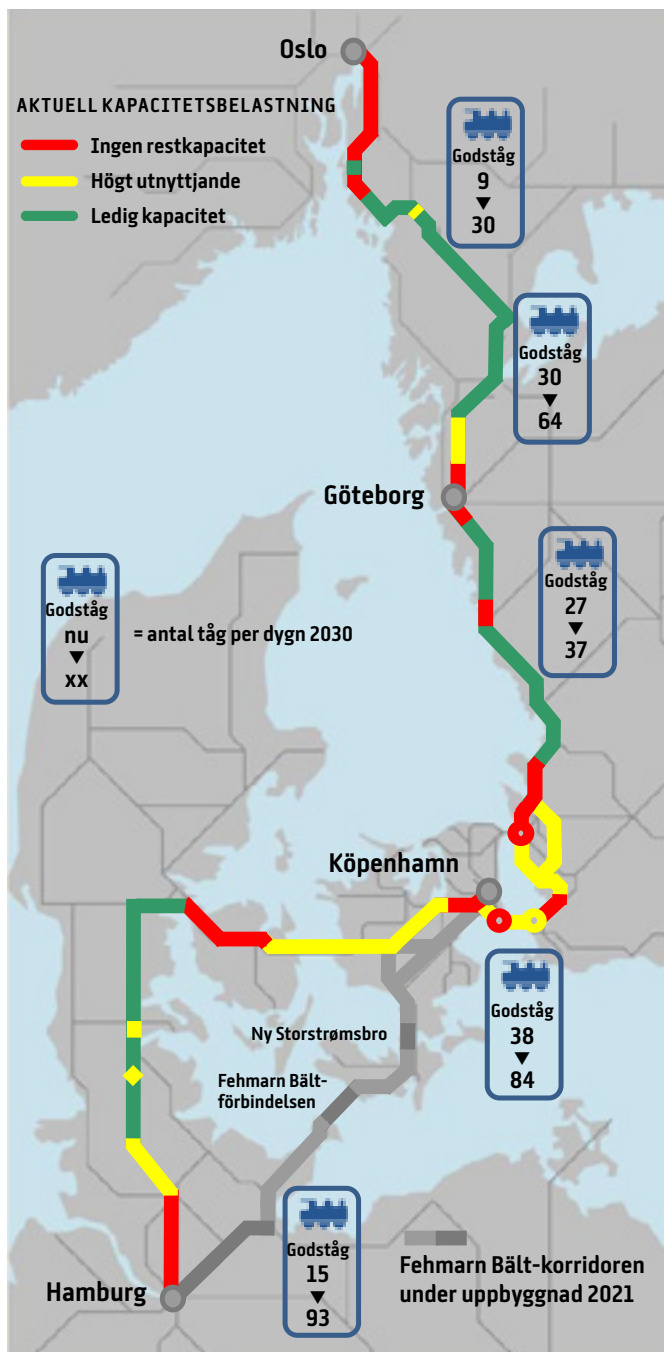 Oslo
AKTUELL KAPACITETSBELASTNING
Ingen restkapacitet
Högt utnyttjande
Ledig kapacitet
Godståg
9
▼
30
Godståg
30
▼
64
Göteborg
Godståg
27
▼
37
Godståg
nu
▼
xx
= antal tåg per dygn 2030
Köpenhamn
Godståg
38
▼
84
Ny Storstrømsbro
Fehmarn Bält-
förbindelsen
Godståg
15
▼
93
Hamburg
Fehmarn Bält-korridoren
under uppbyggnad 2021